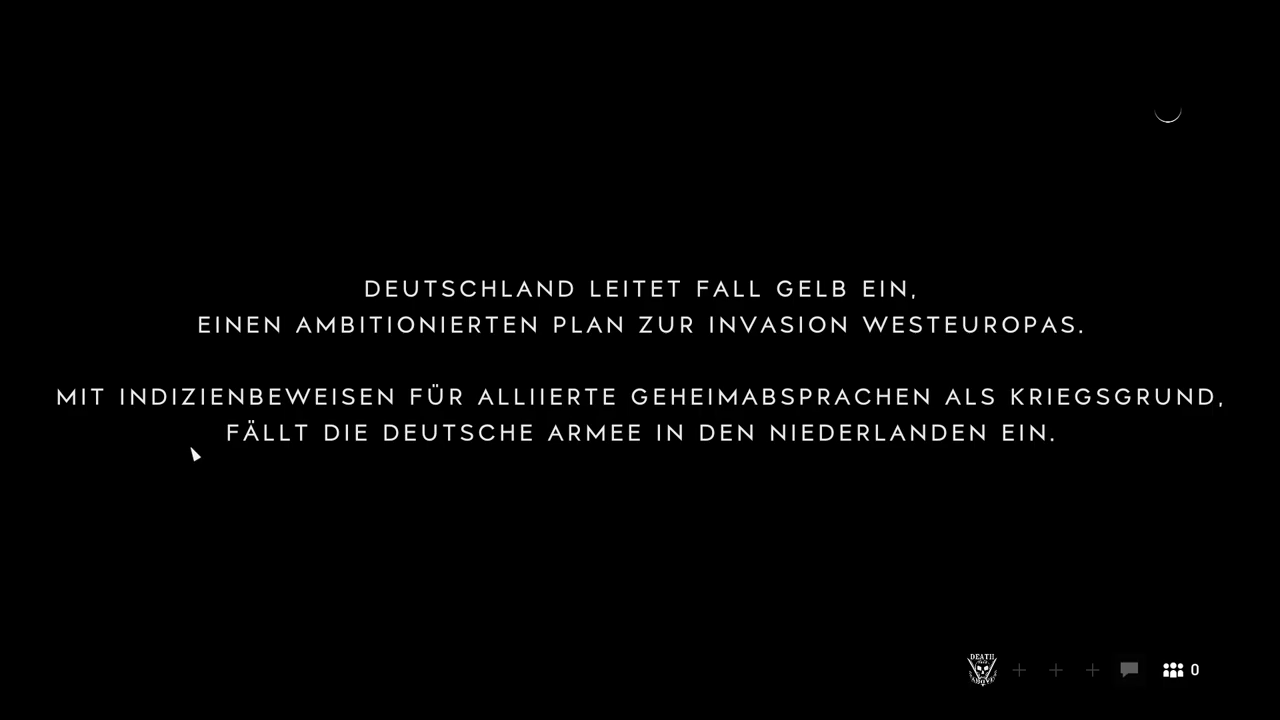 DEUTSCHLAND LEITET FALL GELB EIN,
EINEN AMBITIONIERTEN PLAN ZUR INVASION WESTEUROPAS.
MIT INDIZIENBEWEISEN FÜR ALLIIERTE GEHEIMABSPRACHEN ALS KRIEGSGRUND,
FÄLLT DIE DEUTSCHE ARMEE IN DEN NIEDERLANDEN EIN.
DEATH
0